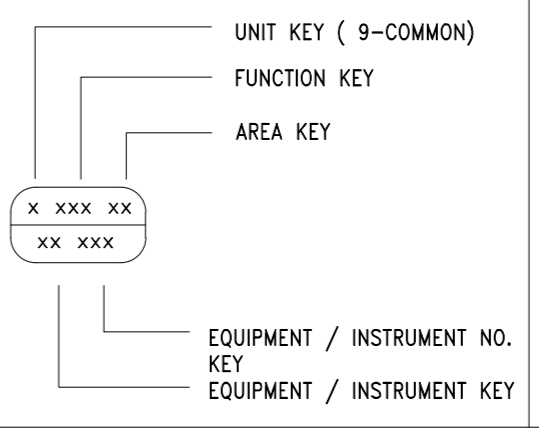 UNIT KEY ( 9-COMMON)
FUNCTION KEY
AREA KEY
x xxx xx
xx xxx
EQUIPMENT / INSTRUMENT NO.
KEY
EQUIPMENT / INSTRUMENT KEY